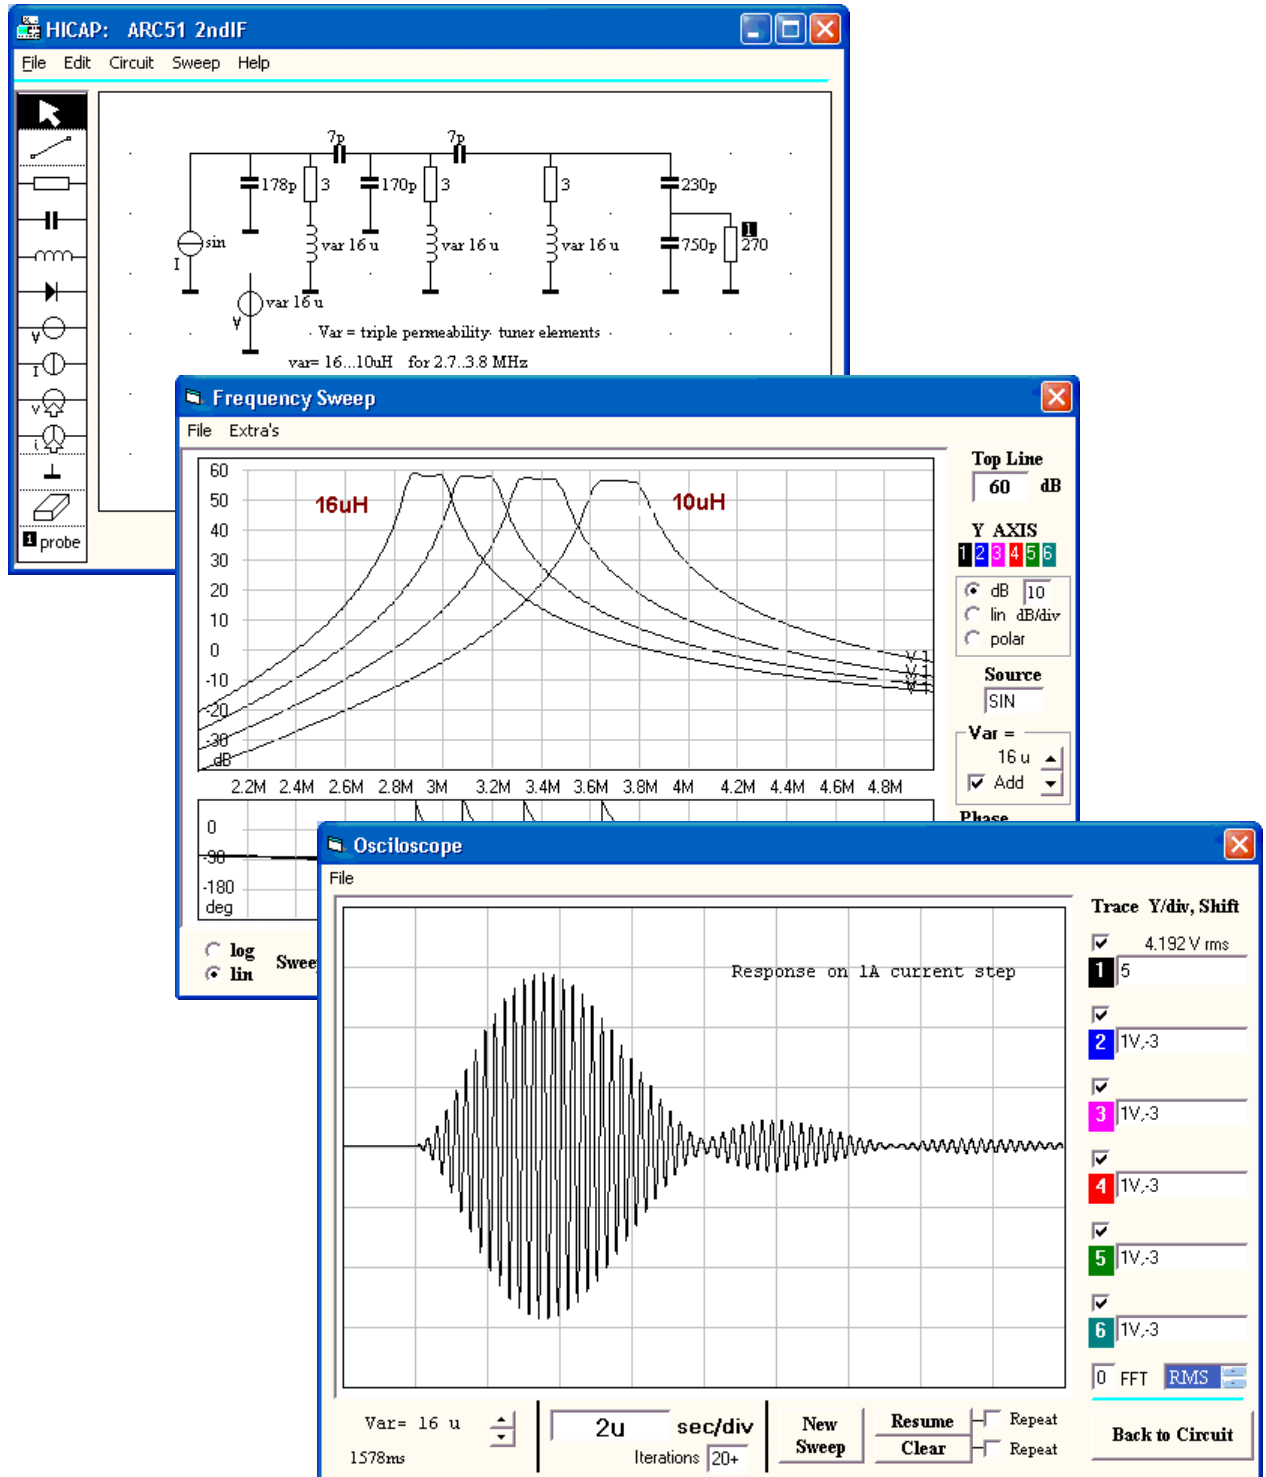 HICAP:   ARC51 2ndIF
File Edit Circuit Sweep Help
7p 7p
178p 3 170p 3 3 230p
1
sin var 16 u var 16 u var 16 u 750p 270
I
var 16 u
V
Var = triple permeability tuner elements
var= 16...10uH   for 2.7..3.8 MHz
V
I
v
i
1 probe
Frequency Sweep
File Extra's
60
50
40
30
20
10
0
-10
-20
-30
dB
16uH 10uH
V 1
V 1
V 1
V 1
2.2M 2.4M 2.6M 2.8M 3M 3.2M 3.4M 3.6M 3.8M 4M 4.2M 4.4M 4.6M 4.8M
0
-90
-180
deg
log
lin
Swee
Top Line
60 dB
Y AXIS
1 2 3 4 5 6
dB 10
lin dB/div
polar
Source
SIN
Var =
16 u
Add
Phase
Osciloscope
File
Response on 1A current step
Trace Y/div, Shift
4.192 V rms
1 5
2 1V,-3
3 1V,-3
4 1V,-3
5 1V,-3
6 1V,-3
0 FFT RMS
Var= 16 u
1578ms
2u sec/div
Iterations 20+
New Sweep
Resume Repeat
Clear Repeat
Back to Circuit